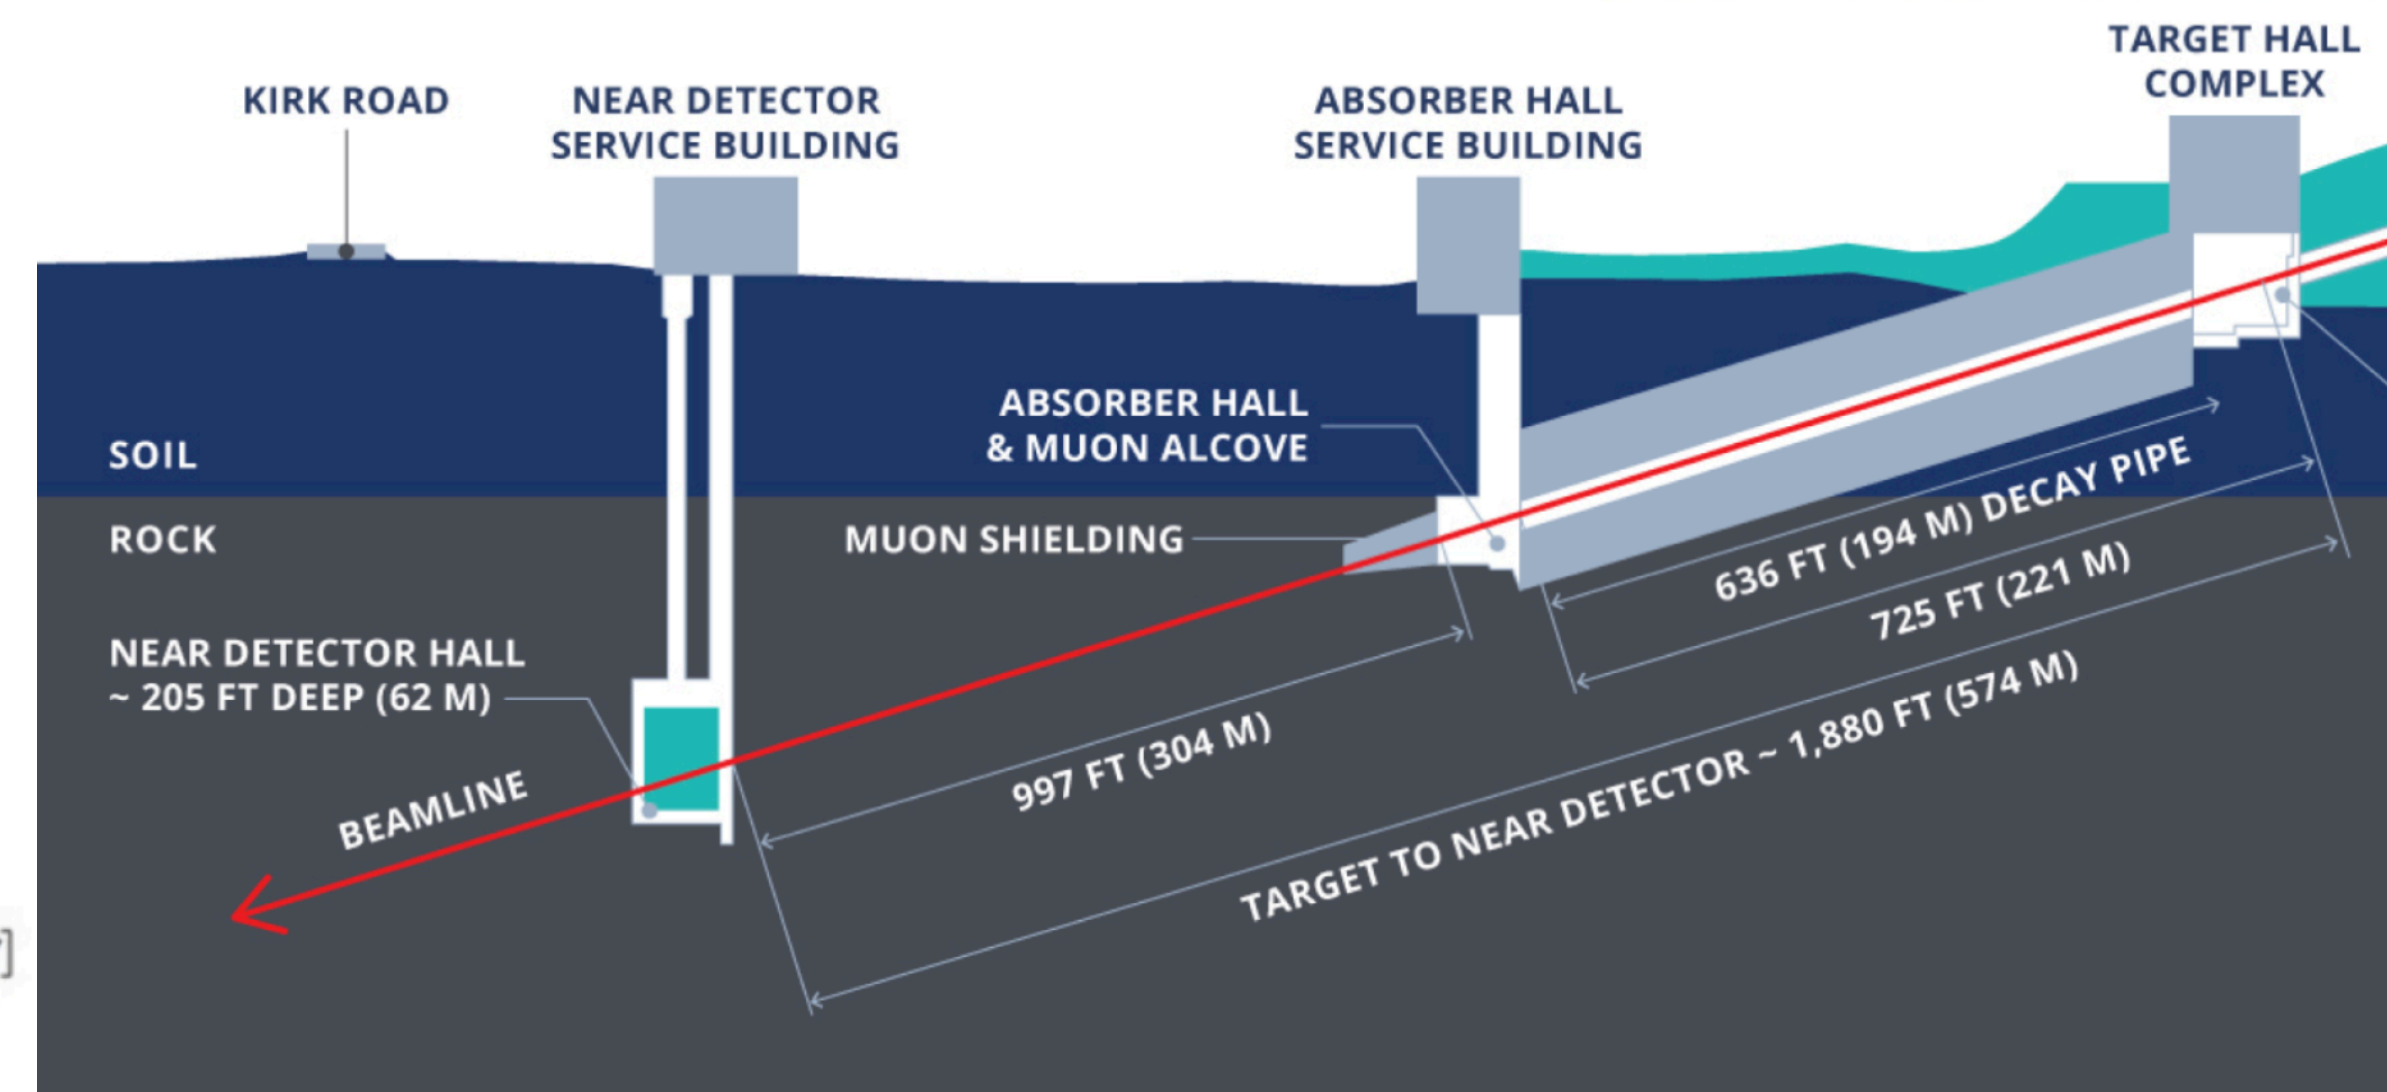 TARGET HALL
COMPLEX
KIRK ROAD
NEAR DETECTOR
SERVICE BUILDING
ABSORBER HALL
SERVICE BUILDING
ABSORBER HALL
& MUON ALCOVE
SOIL
ROCK
MUON SHIELDING
636 FT (194 M) DECAY PIPE
725 FT (221 M)
NEAR DETECTOR HALL
~ 205 FT DEEP (62 M)
997 FT (304 M)
TARGET TO NEAR DETECTOR ~ 1,880 FT (574 M)
BEAMLINE
]